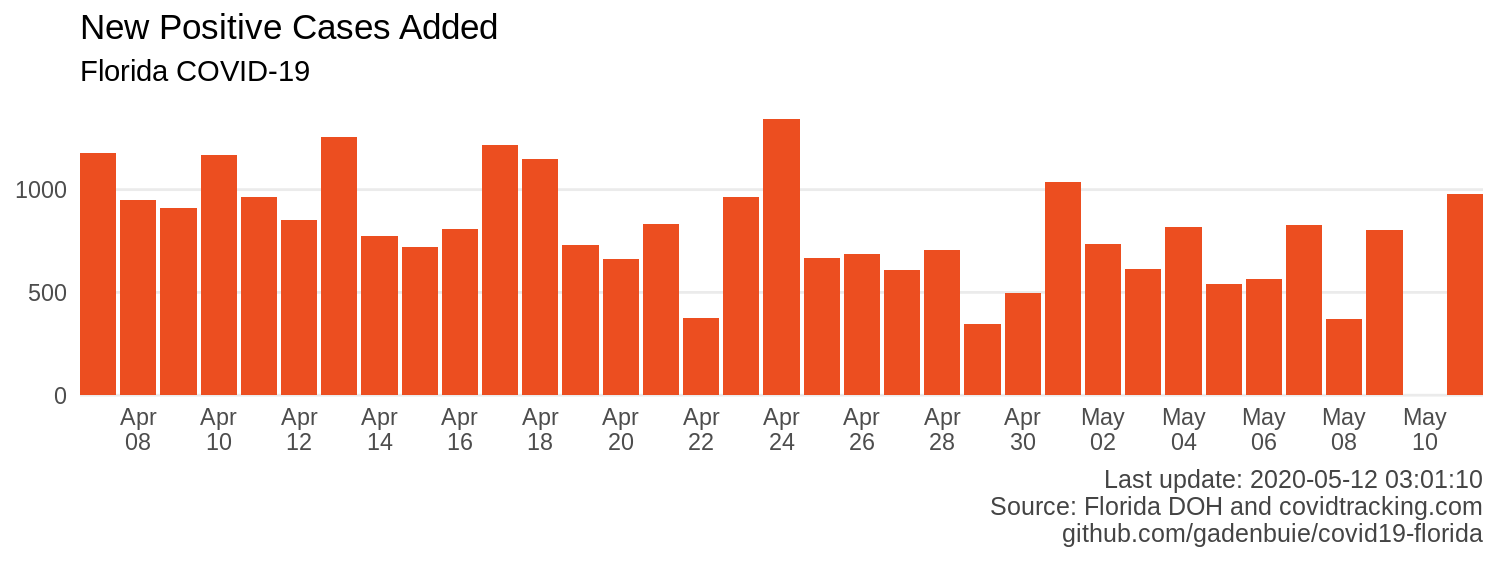 New Positive Cases Added
Florida COVID-19
1000
500
0
Apr Apr Apr Apr Apr Apr Apr Apr Apr Apr Apr Apr May May May May May
08 10 12 14 16 18 20 22 24 26 28 30 02 04 06 08 10
Last update: 2020-05-12 03:01:10
Source: Florida DOH and covidtracking.com
github.com/gadenbuie/covid19-florida